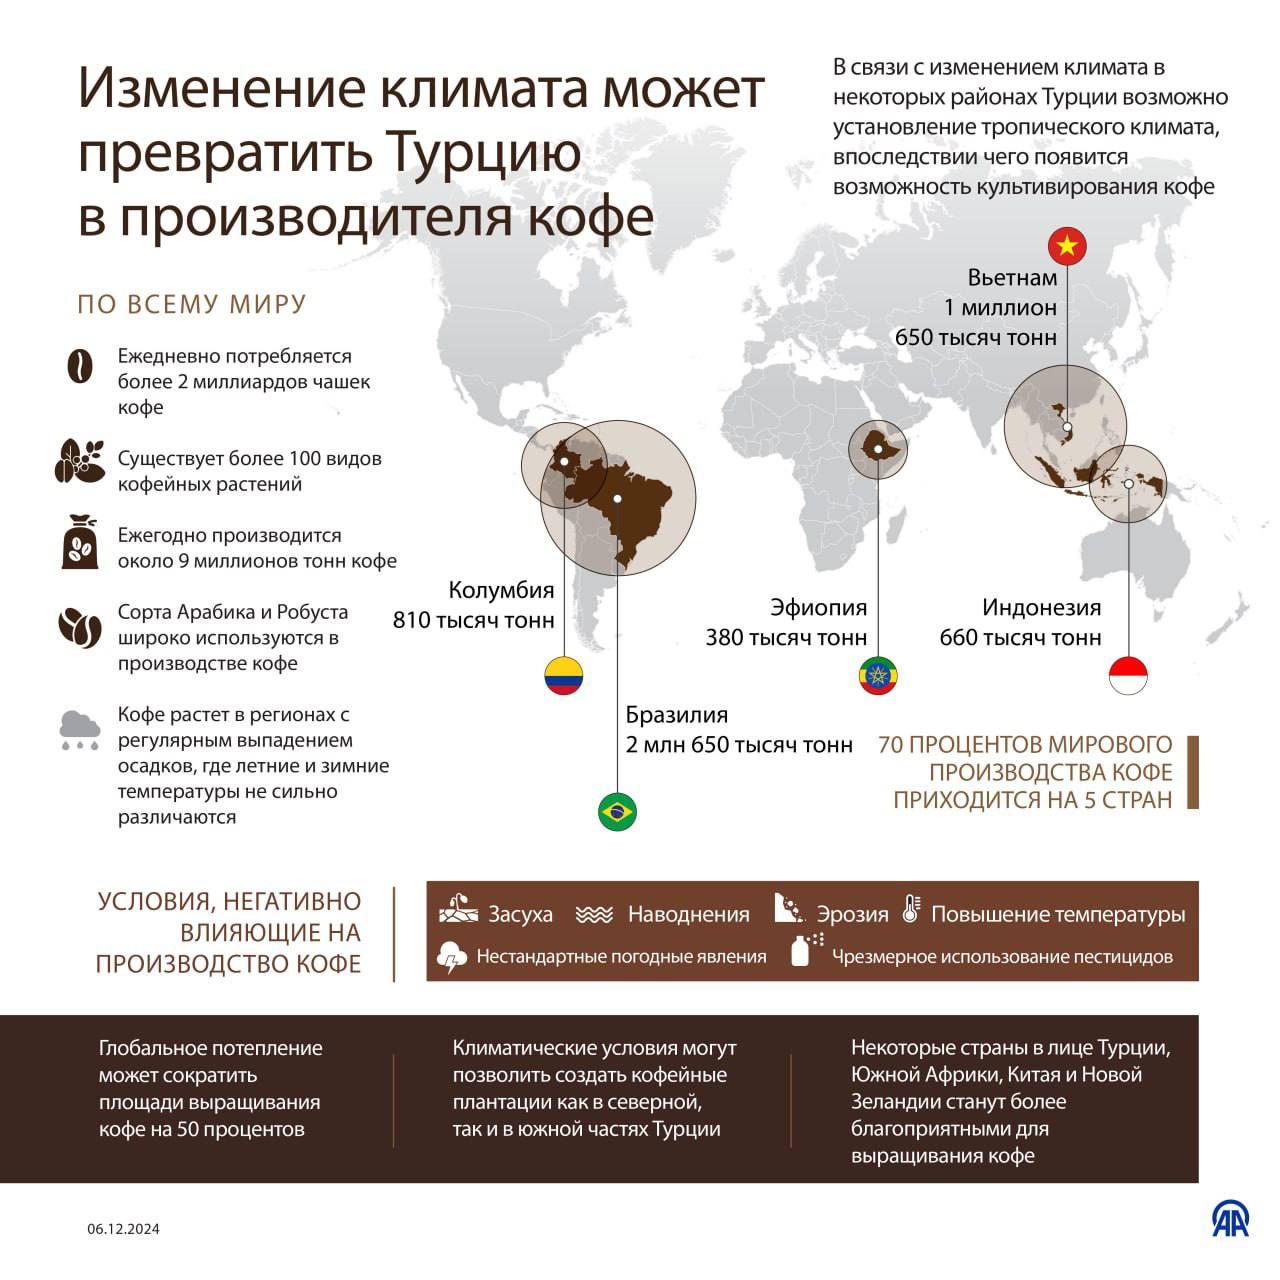 Изменение климата может
превратить Турцию
в производителя кофе
В связи с изменением климата в
некоторых районах Турции возможно
установление тропического климата,
впоследствии чего появится
возможность культивирования кофе
ПО ВСЕМУ МИРУ
Ежедневно потребляется
более 2 миллиардов чашек
кофе
Существует более 100 видов
кофейных растений
Ежегодно производится
около 9 миллионов тонн кофе
Сорта Арабика и Робуста
широко используются в
производстве кофе
Кофе растет в регионах с
регулярным выпадением
осадков, где летние и зимние
температуры не сильно
различаются
Вьетнам
1 миллион
650 тысяч тонн
Колумбия
810 тысяч тонн
Эфиопия
380 тысяч тонн
Индонезия
660 тысяч тонн
Бразилия
2 млн 650 тысяч тонн
70 ПРОЦЕНТОВ МИРОВОГО
ПРОИЗВОДСТВА КОФЕ
ПРИХОДИТСЯ НА 5 СТРАН
УСЛОВИЯ, НЕГАТИВНО
ВЛИЯЮЩИЕ НА
ПРОИЗВОДСТВО КОФЕ
Засуха
Наводнения
Эрозия
Повышение температуры
Нестандартные погодные явления
Чрезмерное использование пестицидов
Глобальное потепление
может сократить
площади выращивания
кофе на 50 процентов
Климатические условия могут
позволить создать кофейные
плантации как в северной,
так и в южной частях Турции
Некоторые страны в лице Турции,
Южной Африки, Китая и Новой
Зеландии станут более
благоприятными для
выращивания кофе
06.12.2024
AA